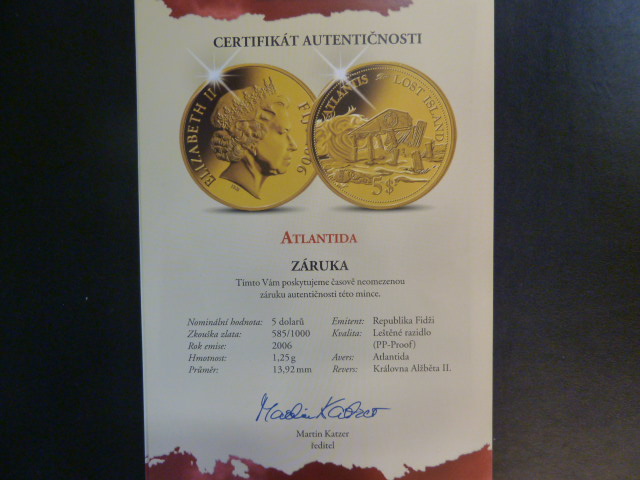 CERTIFIKÁT AUTENTIČNOSTI
ELIZABETH II
ATLANTIS
LOST ISLAND
5$
ATLANTIDA
ZÁRUKA
Tímto Vám poskytujeme časově neomezenou
záruku autentičnosti této mince.
Nominální hodnota: 5 dolarů Emitent: Republika Fidži
Zkouška zlata: 585/1000 Kvalita: Leštěné razidlo
Rok emise: 2006 (PP-Proof)
Hmotnost: 1,25 g Avers: Atlantida
Průměr: 13,92 mm Revers: Královna Alžběta II.
Martin Katzer
Martin Katzer
ředitel